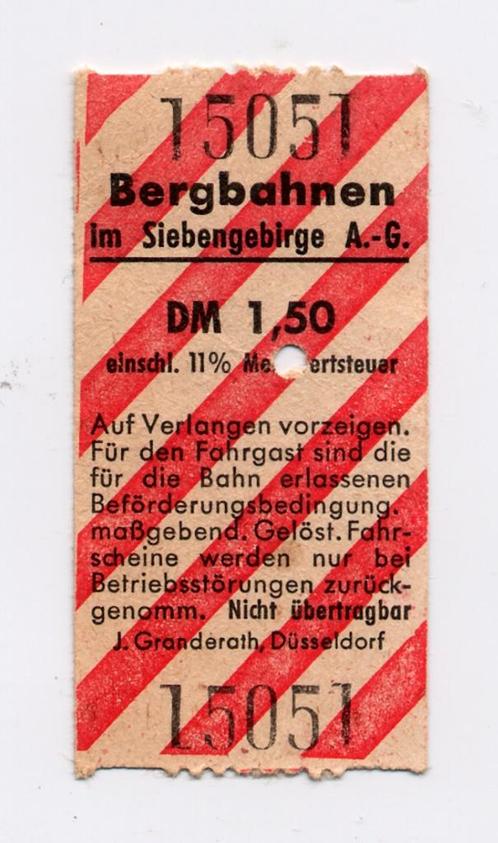 15051
Bergbahnen
im Siebengebirge A.-G.
DM 1,50
einschl. 11%
Auf Verlangen vorzeigen.
Für den Fahrgast sind die
für die Bahn erlassenen
Beförderungsbedingung.
maßgebend. Gelöst. Fahr-
scheine werden nur bei
Betriebsstörungen zurück-
genomm. Nicht übertragbar
J. Granderath, Düsseldorf
15051